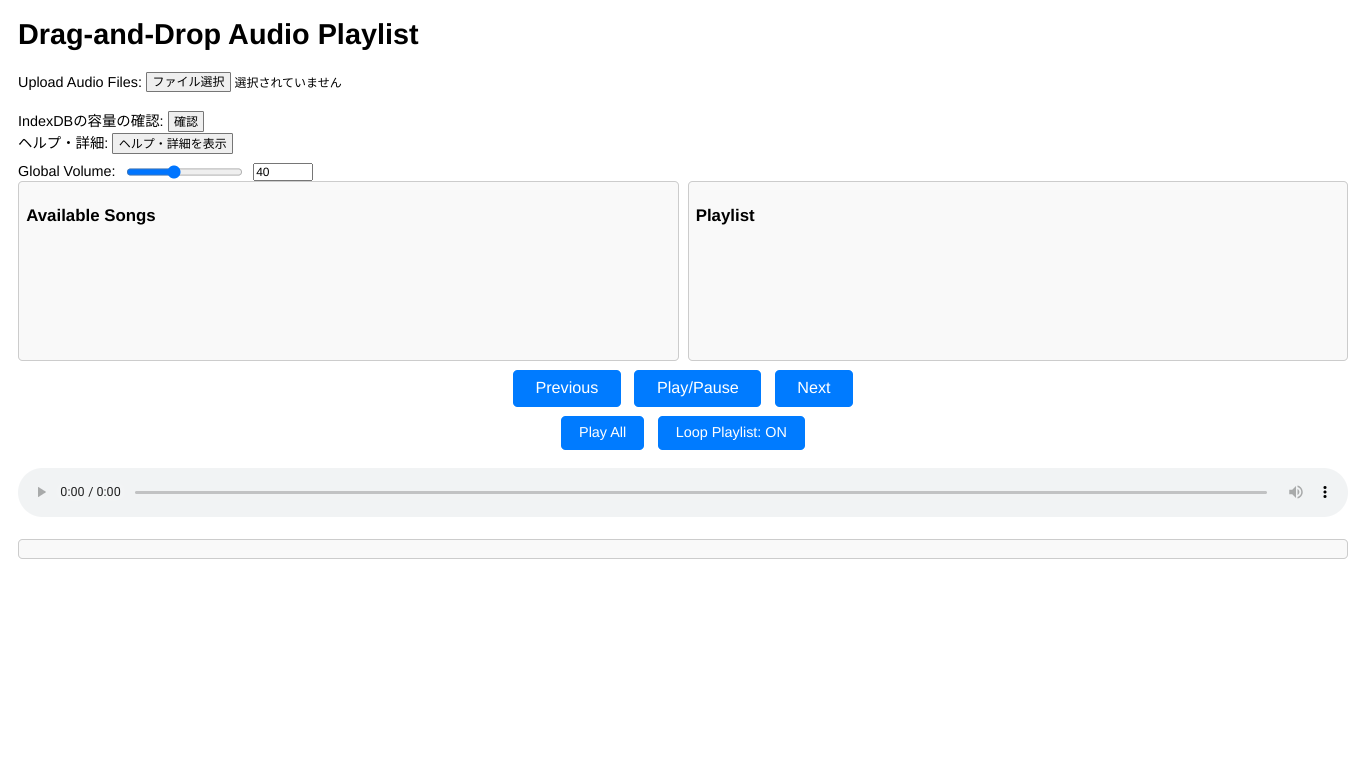 Drag-and-Drop Audio Playlist
Upload Audio Files: ファイル選択 選択されていません
IndexDBの容量の確認: 確認
ヘルプ・詳細: ヘルプ・詳細を表示
Global Volume: 40
Available Songs
Playlist
Previous Play/Pause Next
Play All Loop Playlist: ON
0:00 / 0:00